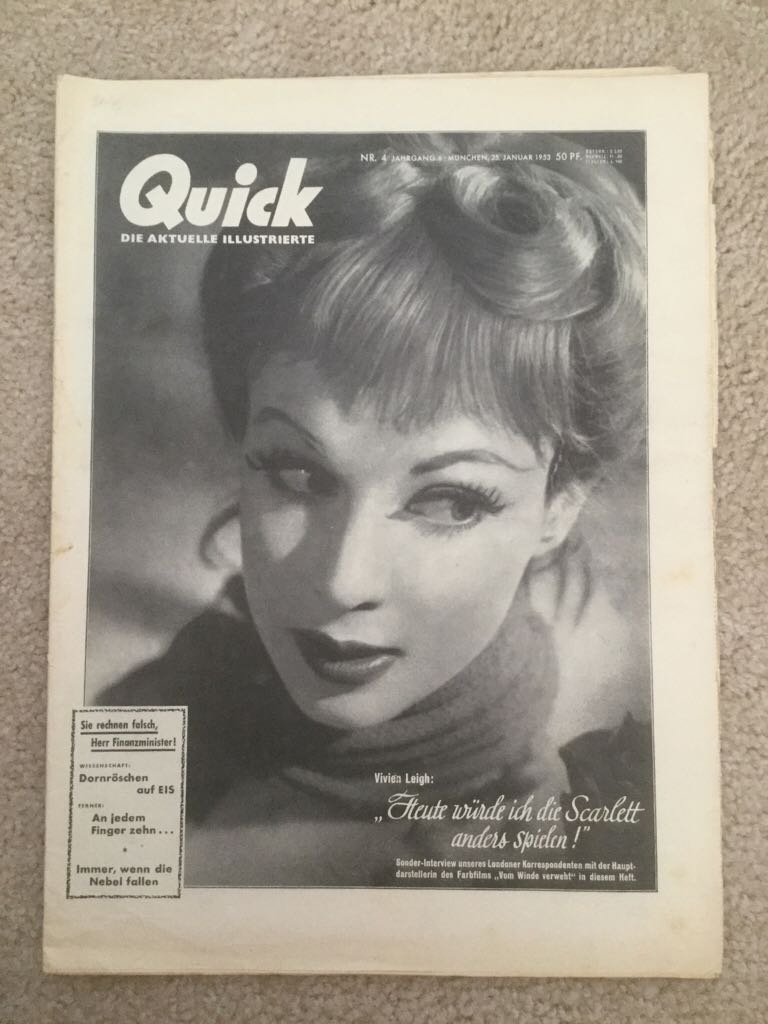 Quick
DIE AKTUELLE ILLUSTRIERTE
NR. 4 JAHRGANG 6 · MÜNCHEN, 25. JANUAR 1953 50 PF.
Sie rechnen falsch,
Herr Finanzminister!
WISSENSCHAFT:
Dornröschen
auf EIS
FERNER:
An jedem
Finger zehn...
*
Immer, wenn die
Nebel fallen
Vivien Leigh:
„Heute würde ich die Scarlett
anders spielen!"
Sonder-Interview unseres Londoner Korrespondenten mit der Haupt-
darstellerin des Farbfilms „Vom Winde verweht" in diesem Heft.